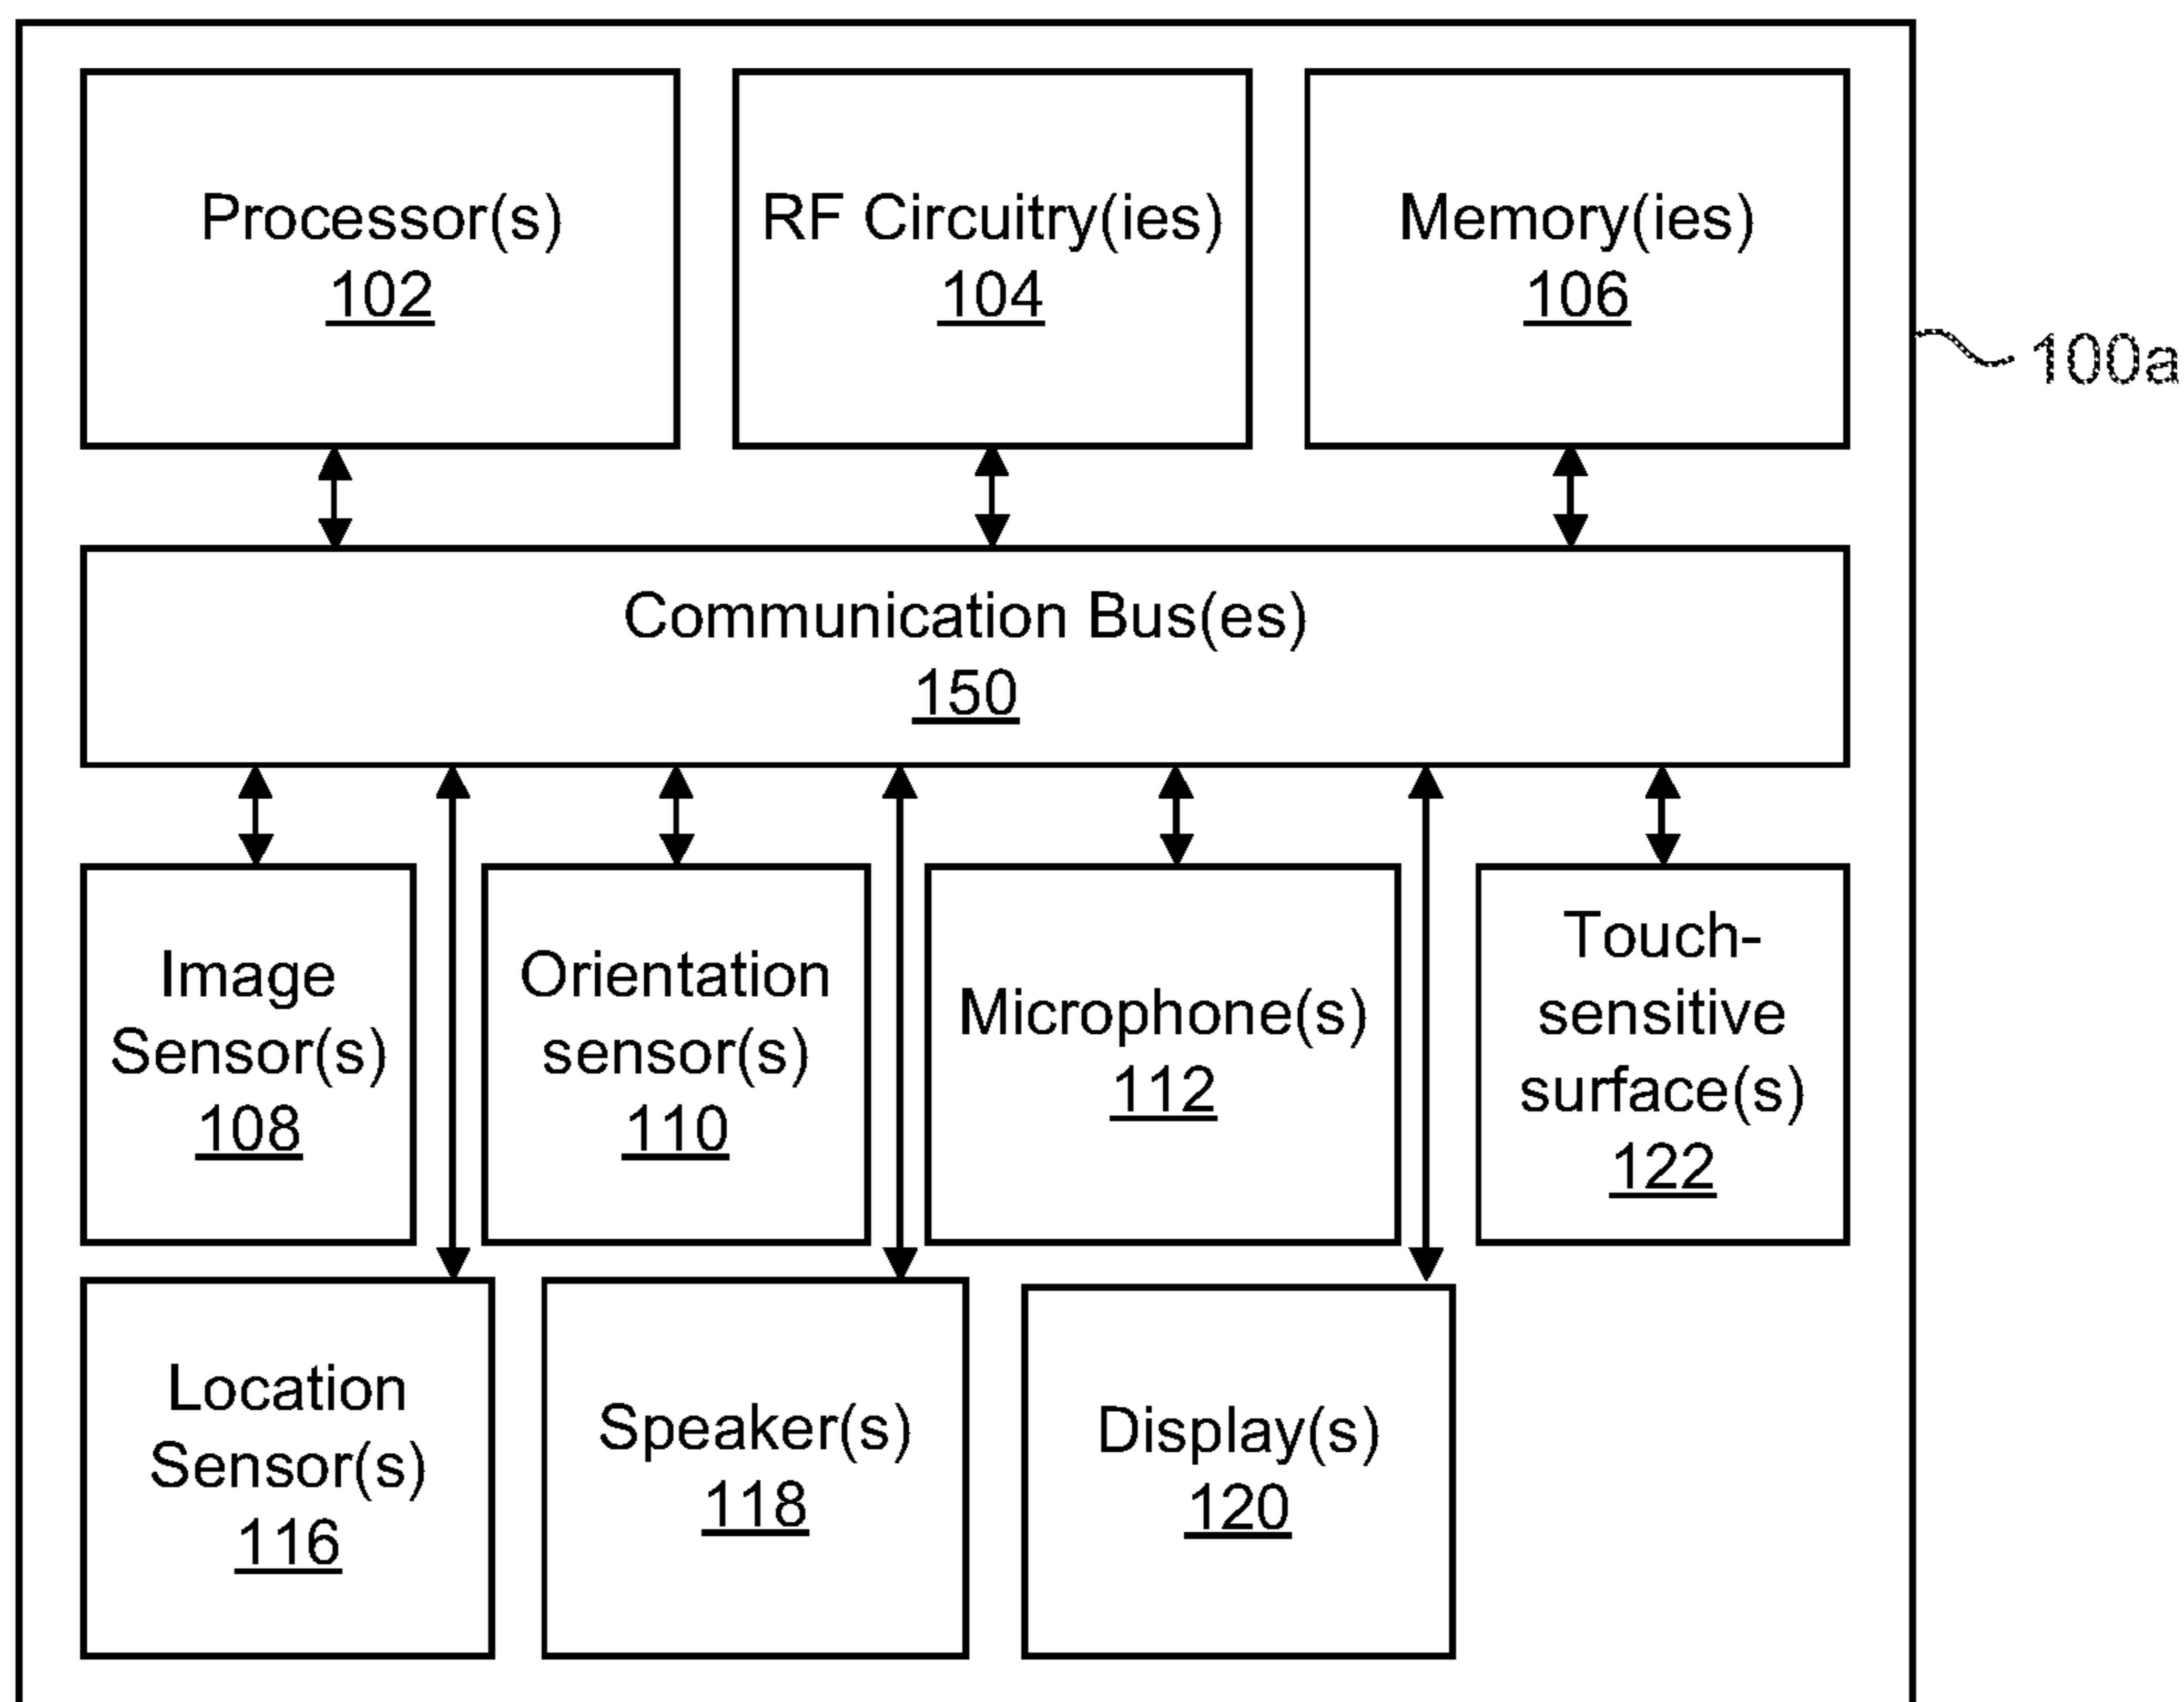 Processor(s)
102
RF Circuitry(ies)
104
Memory(ies)
106
100a
Communication Bus(es)
150
Image
Sensor(s)
108
Orientation
sensor(s)
110
Microphone(s)
112
Touch-
sensitive
surface(s)
122
Location
Sensor(s)
116
Speaker(s)
118
Display(s)
120